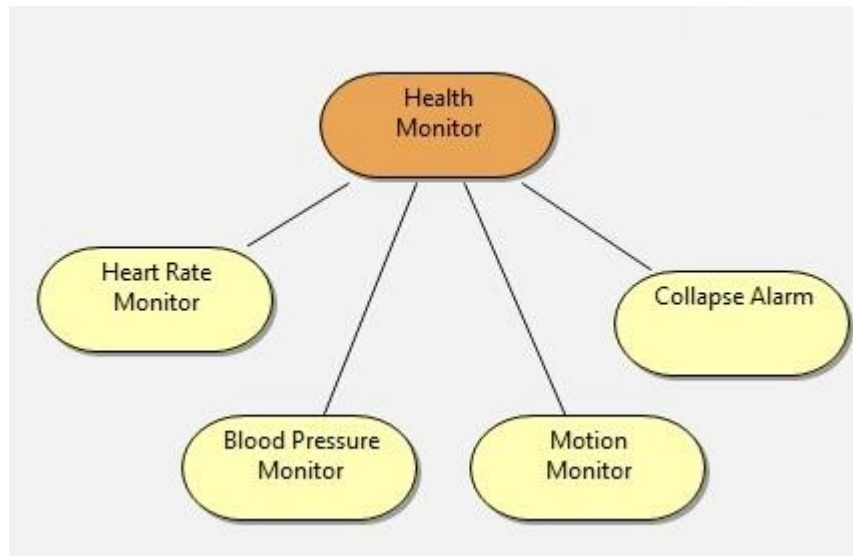 Health
Monitor
Heart Rate
Monitor
Collapse Alarm
Blood Pressure
Monitor
Motion
Monitor